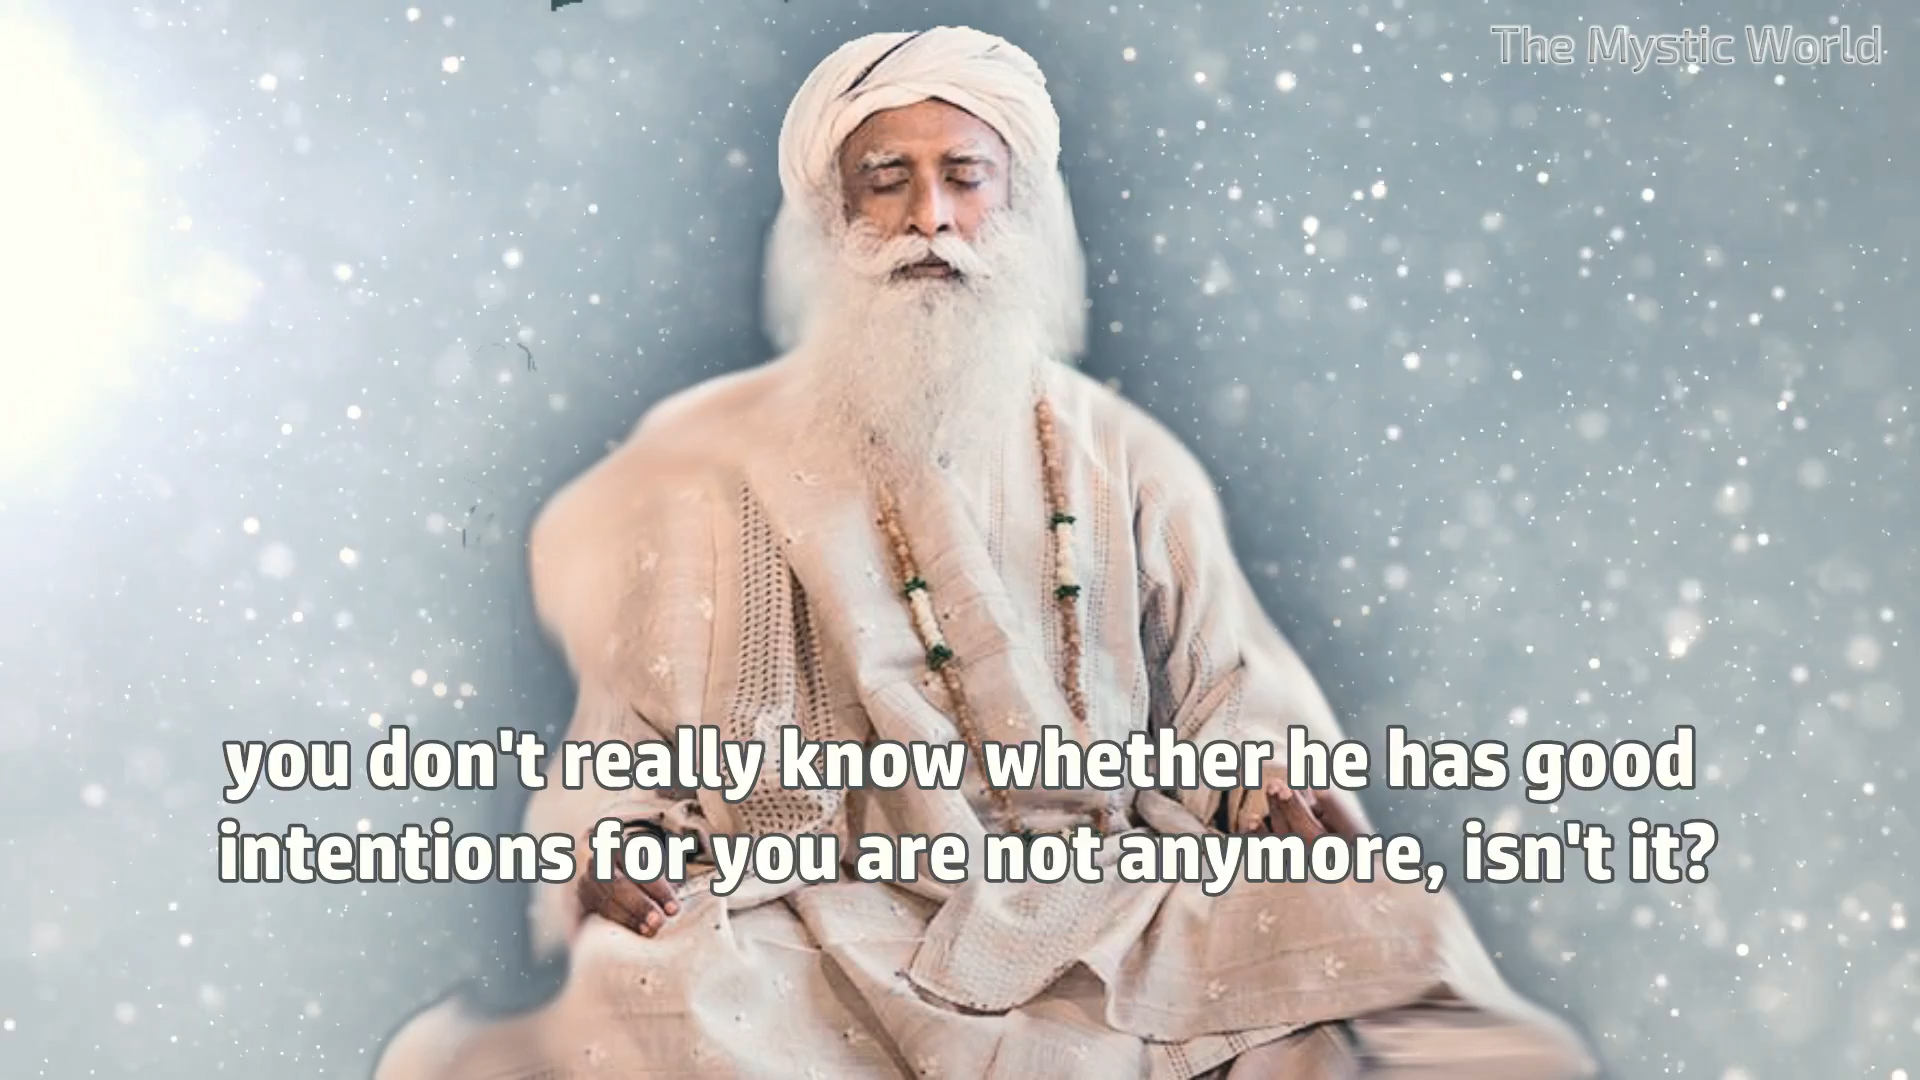 The Mystic World
you don't really know whether he has good
intentions for you are not anymore, isn't it?